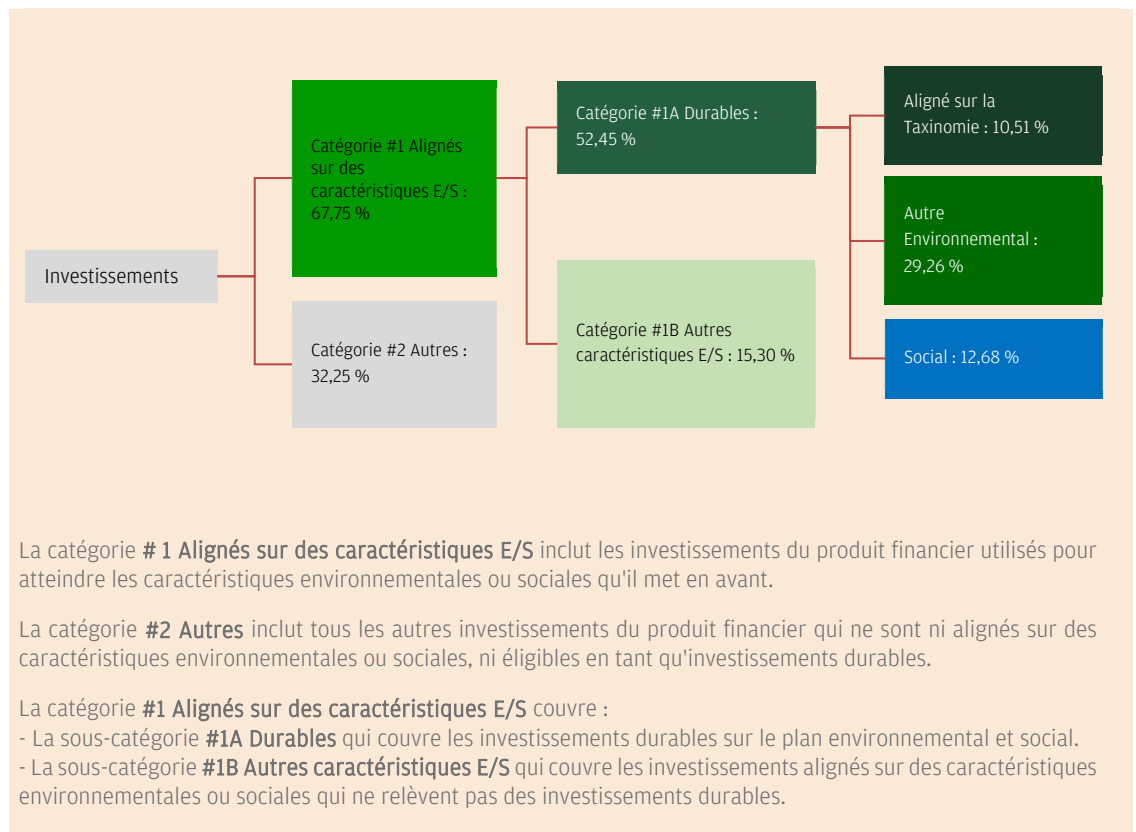 Investissements
Catégorie #1 Alignés
sur des
caractéristiques E/S :
67,75 %
Catégorie #2 Autres :
32,25 %
Catégorie #1A Durables :
52,45 %
Catégorie #1B Autres
caractéristiques E/S : 15,30 %
Aligné sur la
Taxinomie : 10,51 %
Autre
Environnemental :
29,26 %
Social : 12,68 %
La catégorie # 1 Alignés sur des caractéristiques E/S inclut les investissements du produit financier utilisés pour
atteindre les caractéristiques environnementales ou sociales qu'il met en avant.
La catégorie #2 Autres inclut tous les autres investissements du produit financier qui ne sont ni alignés sur des
caractéristiques environnementales ou sociales, ni éligibles en tant qu'investissements durables.
La catégorie #1 Alignés sur des caractéristiques E/S couvre :
- La sous-catégorie #1A Durables qui couvre les investissements durables sur le plan environnemental et social.
- La sous-catégorie #1B Autres caractéristiques E/S qui couvre les investissements alignés sur des caractéristiques
environnementales ou sociales qui ne relèvent pas des investissements durables.